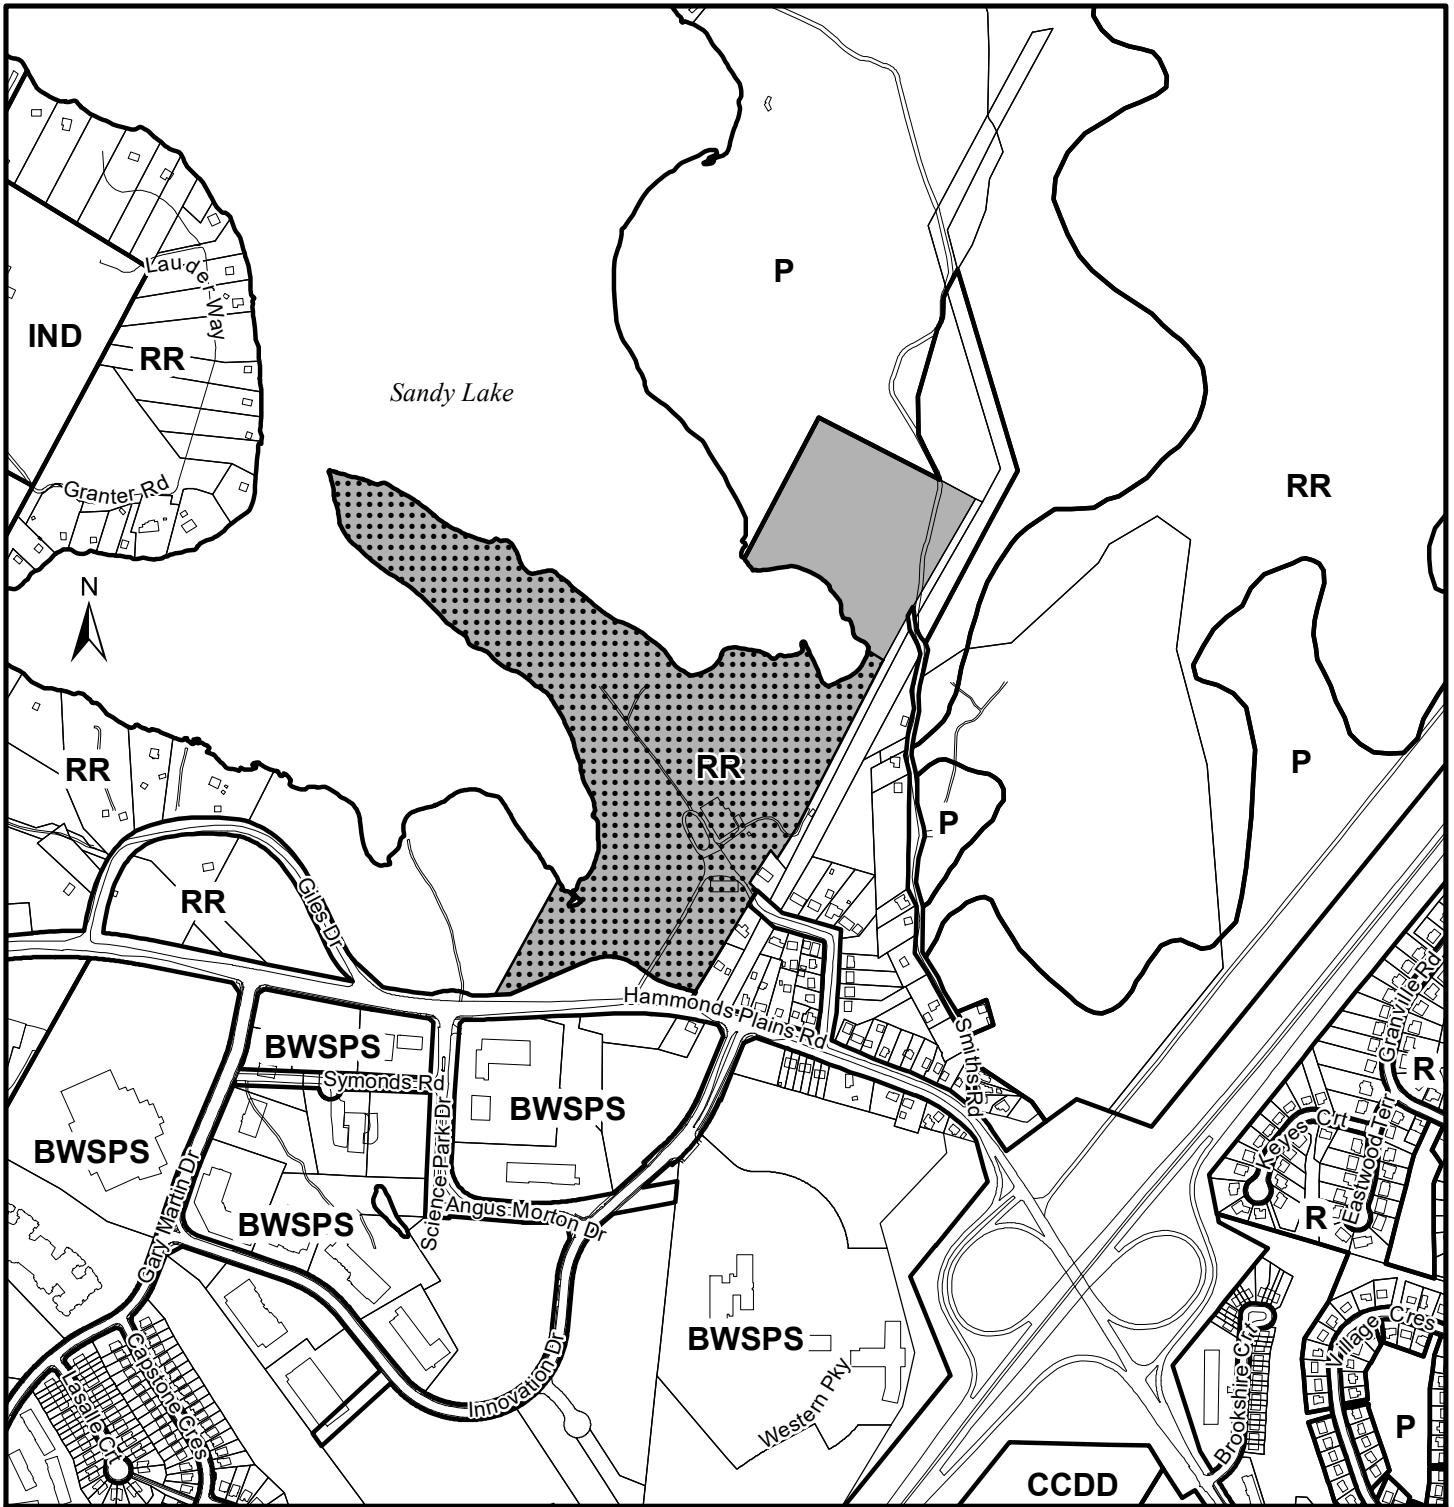 P
Lauder Way
IND
RR
Sandy Lake
Granter Rd
RR
N
RR
RR
P
P
RR
Giles Dr
Hammonds Plains Rd
Smiths Rd
Granville Rd
BWSPS
Symonds Rd
R
BWSPS
Science Park Dr
Keyes Crt
Eastwood Terr
BWSPS
Gary Martin Dr
BWSPS
Angus Morton Dr
R
BWSPS
Village Cres
Capstone Cres
Lasalle Crt
Innovation Dr
Western Pky
Brookshire Crt
P
CCDD